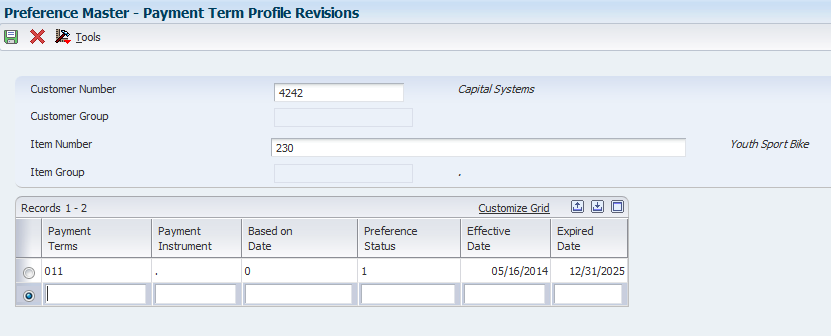 Preference Master - Payment Term Profile Revisions
Tools
Customer Number 4242 Capital Systems
Customer Group
Item Number 230 Youth Sport Bike
Item Group .
Records 1 - 2 Customize Grid
Payment Terms Payment Instrument Based on Date Preference Status Effective Date Expired Date
011 . 0 1 05/16/2014 12/31/2025